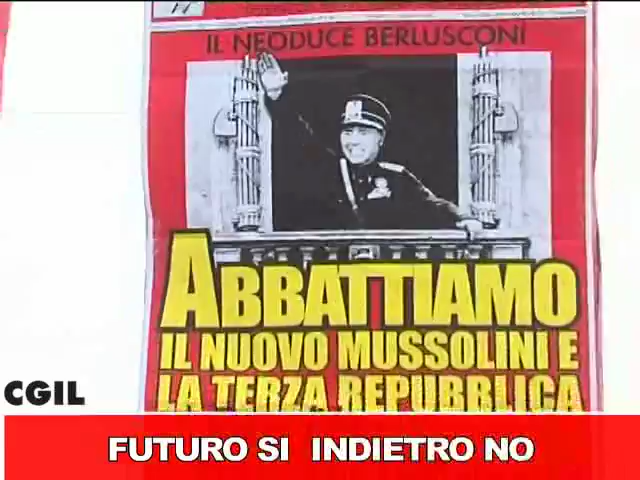 IL NEODUCE BERLUSCONI
ABBATTIAMO
IL NUOVO MUSSOLINI E
LA TERZA REPUBBLICA
CGIL
FUTURO SI INDIETRO NO